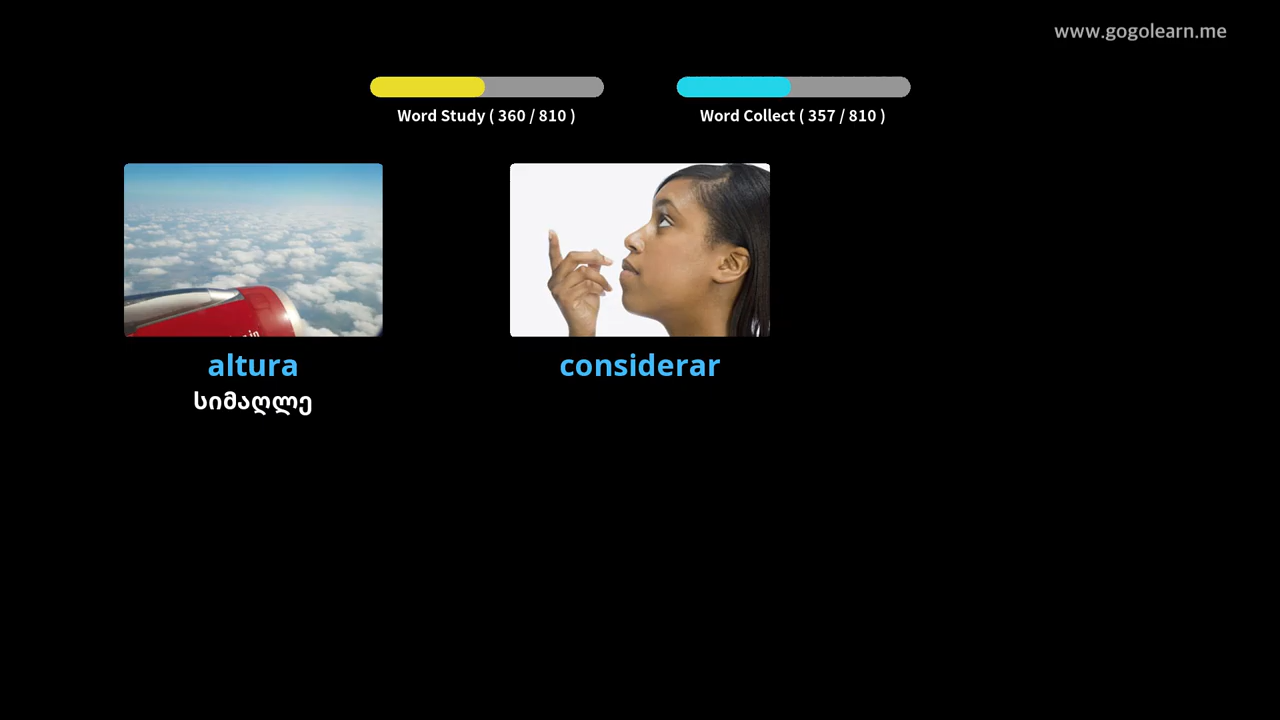 www.gogolearn.me
Word Study ( 360 / 810 )
Word Collect ( 357 / 810 )
altura
სიმაღლე
considerar